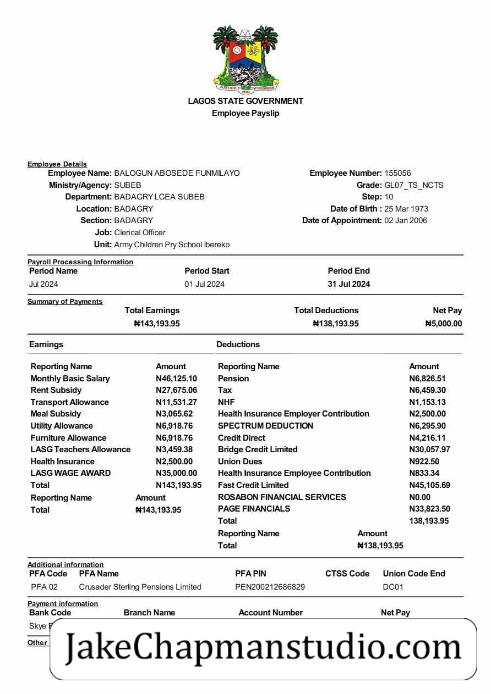 LAGOS STATE GOVERNMENT
Employee Payslip
Employee Details
Employee Name: BALOGUN ABOSEDE FUNMILAYO Employee Number: 155056
Ministry/Agency: SUBEB Grade: GL07_TS_NCTS
Department: BADAGRY LGEA SUBEB Step: 10
Location: BADAGRY Date of Birth : 25 Mar 1973
Section: BADAGRY Date of Appointment: 02 Jan 2006
Job: Clerical Officer
Unit: Army Children Pry School Ibereko
Payroll Processing Information
Period Name Period Start Period End
Jul 2024 01 Jul 2024 31 Jul 2024
Summary of Payments
Total Earnings Total Deductions Net Pay
₦143,193.95 ₦138,193.95 ₦5,000.00
Earnings Deductions
Reporting Name Amount Reporting Name Amount
Monthly Basic Salary N46,125.10 Pension N6,826.51
Rent Subsidy N27,675.06 Tax N6,459.30
Transport Allowance N11,531.27 NHF N1,153.13
Meal Subsidy N3,065.62 Health Insurance Employer Contribution N2,500.00
Utility Allowance N6,918.76 SPECTRUM DEDUCTION N6,295.90
Furniture Allowance N6,918.76 Credit Direct N4,216.11
LASG Teachers Allowance N3,459.38 Bridge Credit Limited N30,057.97
Health Insurance N2,500.00 Union Dues N922.50
LASG WAGE AWARD N35,000.00 Health Insurance Employee Contribution N833.34
Total N143,193.95 Fast Credit Limited N45,105.69
Reporting Name Amount ROSABON FINANCIAL SERVICES N0.00
Total ₦143,193.95 PAGE FINANCIALS N33,823.50
Total 138,193.95
Reporting Name Amount
Total ₦138,193.95
Additional information
PFA Code PFA Name PFA PIN CTSS Code Union Code End
PFA 02 Crusader Sterling Pensions Limited PEN200212686829 DC01
Payment information
Bank Code Branch Name Account Number Net Pay
Skye
Other
JakeChapmanstudio.com